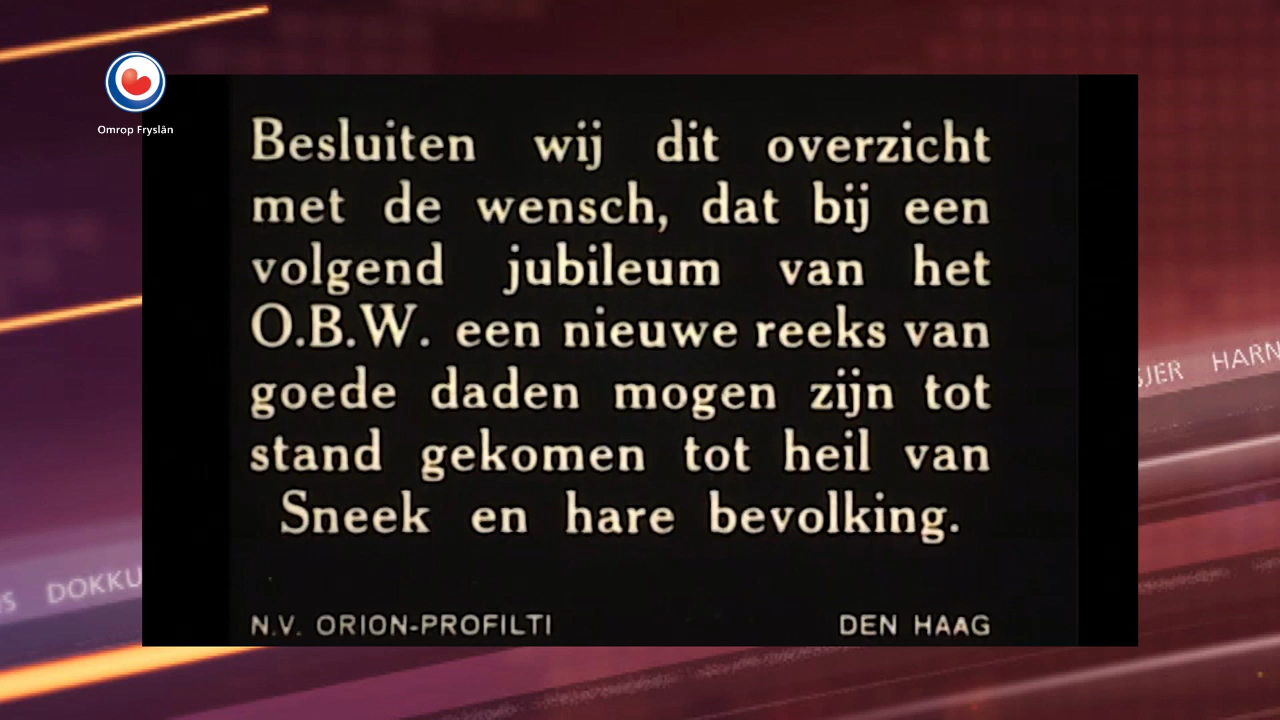 Omrop Fryslân
Besluiten wij dit overzicht
met de wensch, dat bij een
volgend jubileum van het
O.B.W. een nieuwe reeks van
goede daden mogen zijn tot
stand gekomen tot heil van
Sneek en hare bevolking.
N.V. ORION-PROFILTI
DEN HAAG